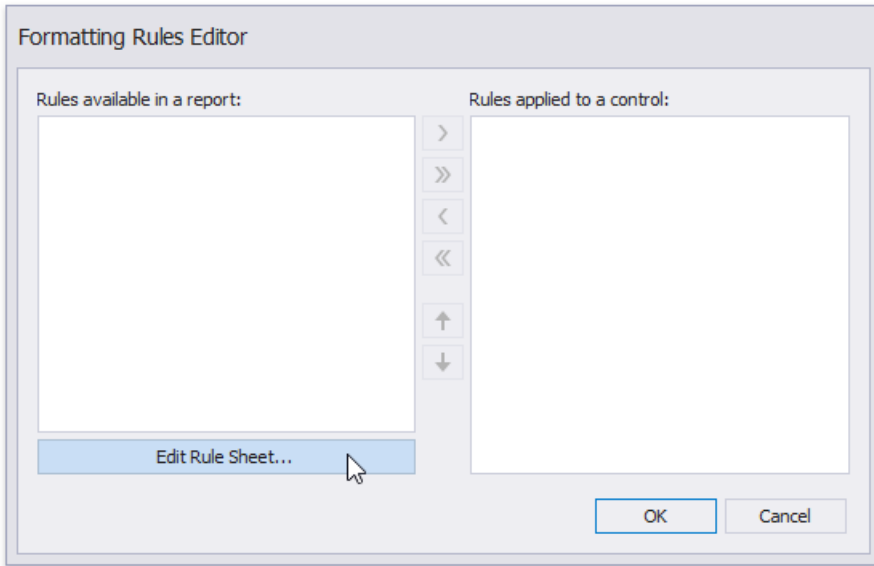 Formatting Rules Editor
Rules available in a report:
Rules applied to a control:
Edit Rule Sheet...
OK
Cancel